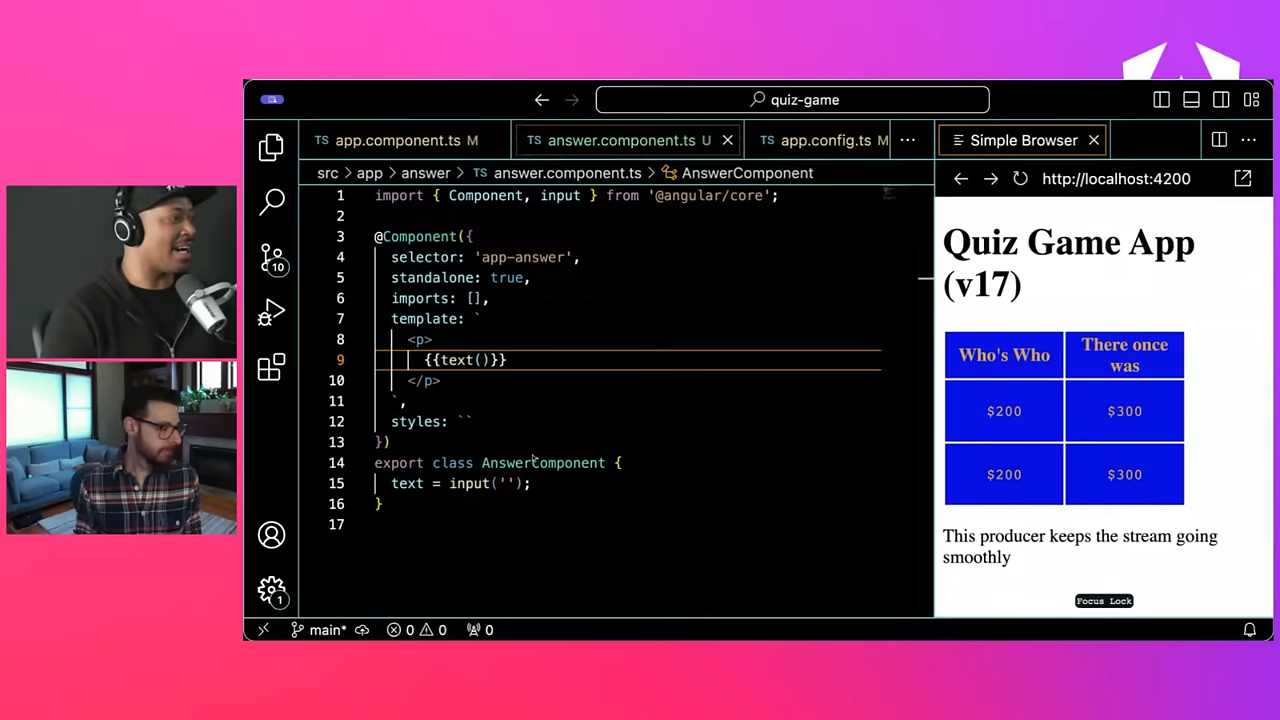 quiz-game
TS app.component.ts M
TS answer.component.ts U
TS app.config.ts M
Simple Browser
src > app > answer > TS answer.component.ts > AnswerComponent
http://localhost:4200
1 import { Component, input } from '@angular/core';
2
3 @Component({
4 selector: 'app-answer',
5 standalone: true,
6 imports: [],
7 template: `
8 <p>
9 {{text()}}
10 </p>
11 `,
12 styles: ``
13 })
14 export class AnswerComponent {
15 text = input('');
16 }
17
10
1
Quiz Game App
(v17)
Who's Who
There once
was
$200
$300
$200
$300
This producer keeps the stream going
smoothly
Focus Lock
main*
0
0
0